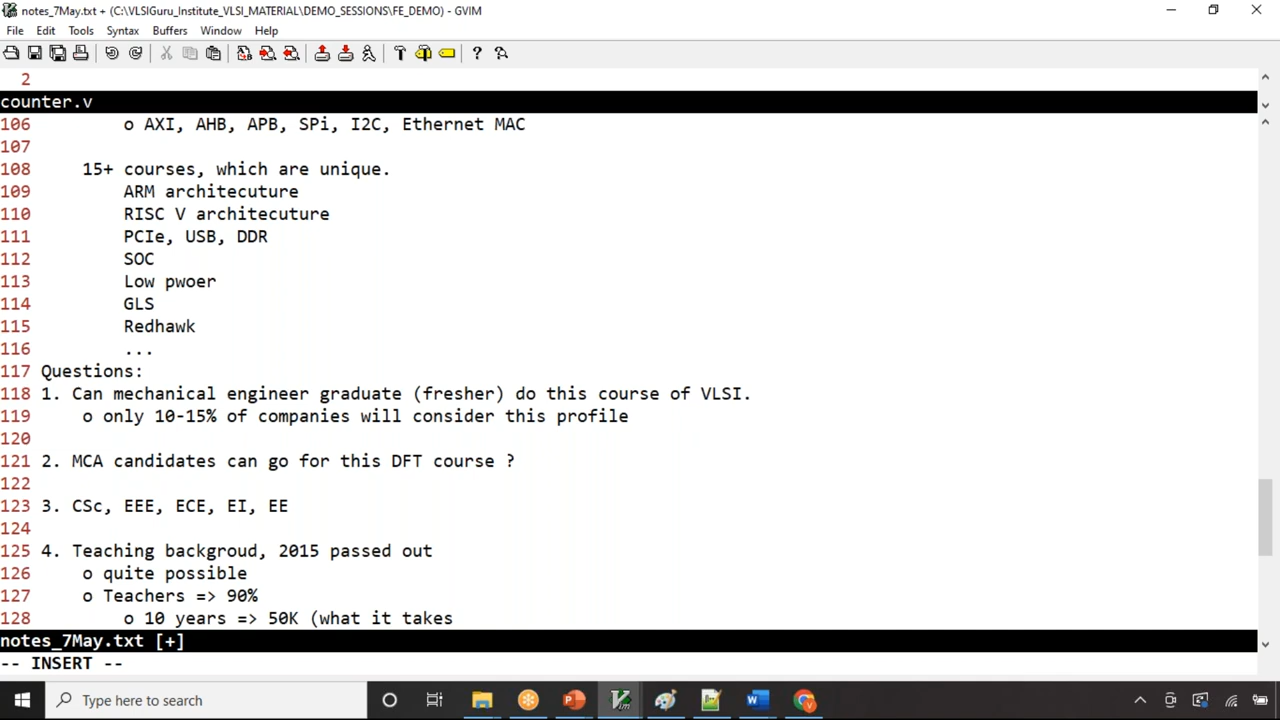 notes_7May.txt + (C:\VLSIGuru_Institute_VLSI_MATERIAL\DEMO_SESSIONS\FE_DEMO) - GVIM
File Edit Tools Syntax Buffers Window Help
2
counter.v
106 o AXI, AHB, APB, SPi, I2C, Ethernet MAC
107
108 15+ courses, which are unique.
109 ARM architecuture
110 RISC V architecuture
111 PCIe, USB, DDR
112 SOC
113 Low pwoer
114 GLS
115 Redhawk
116 ...
117 Questions:
118 1. Can mechanical engineer graduate (fresher) do this course of VLSI.
119 o only 10-15% of companies will consider this profile
120
121 2. MCA candidates can go for this DFT course ?
122
123 3. CSc, EEE, ECE, EI, EE
124
125 4. Teaching backgroud, 2015 passed out
126 o quite possible
127 o Teachers => 90%
128 o 10 years => 50K (what it takes
notes_7May.txt [+]
-- INSERT --
Type here to search